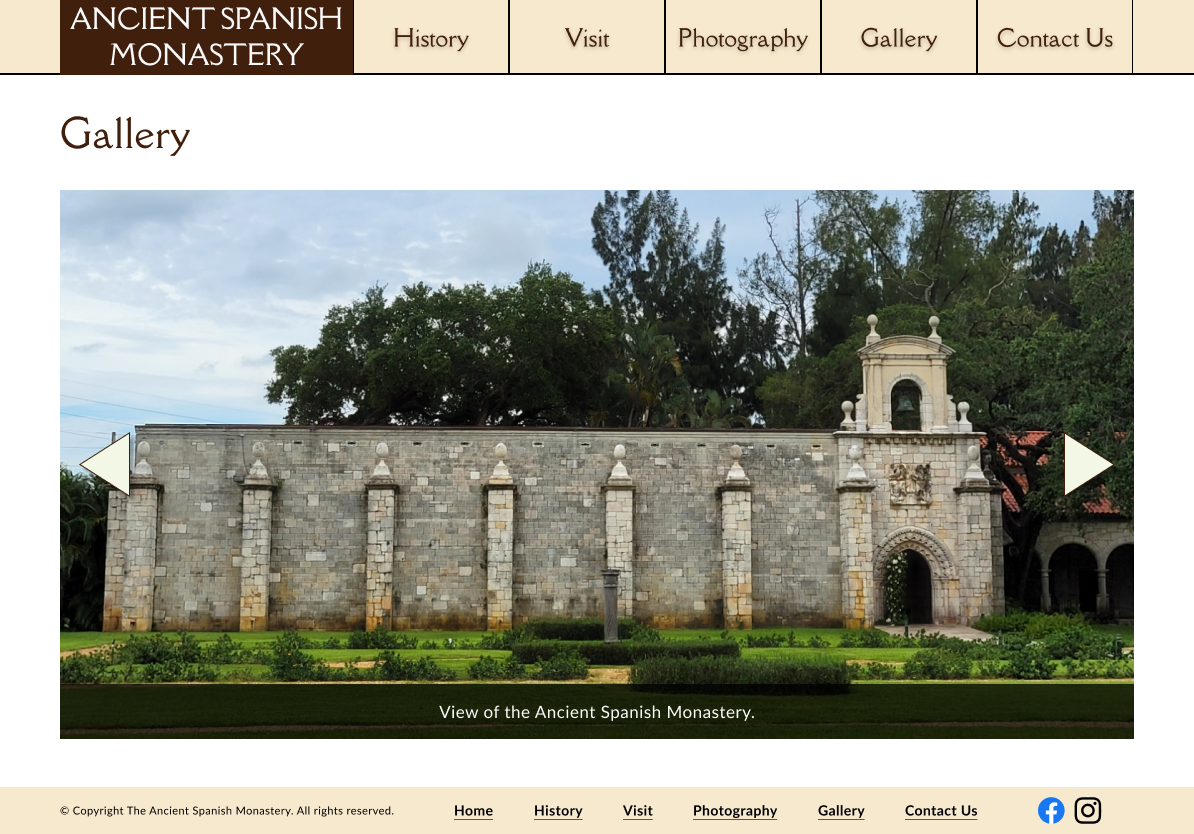 ANCIENT SPANISH
MONASTERY
History
Visit
Photography
Gallery
Contact Us
Gallery
View of the Ancient Spanish Monastery.
© Copyright The Ancient Spanish Monastery. All rights reserved.
Home
History
Visit
Photography
Gallery
Contact Us